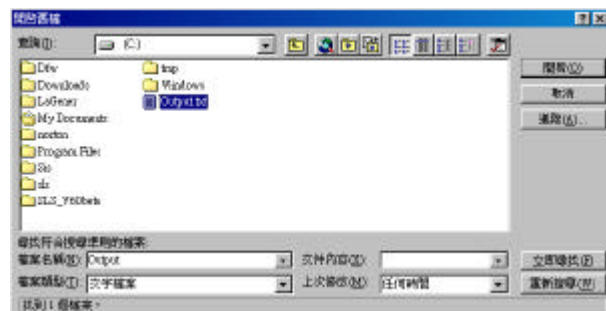 開啟舊檔
查詢(I):
(C:)
Dfw
tmp
開啟(O)
Downloads
Windows
取消
LaGener
Output.txt
進階(A)...
My Documents
norton
Program Files
Sis
sls
SLS_V60beta
尋找符合搜尋準則的檔案:
檔案名稱(N):
Output
文件內容(X):
立即尋找(F)
檔案類型(T):
文字檔案
上次修改(M):
任何時間
重新搜尋(W)
找到 1 個檔案。